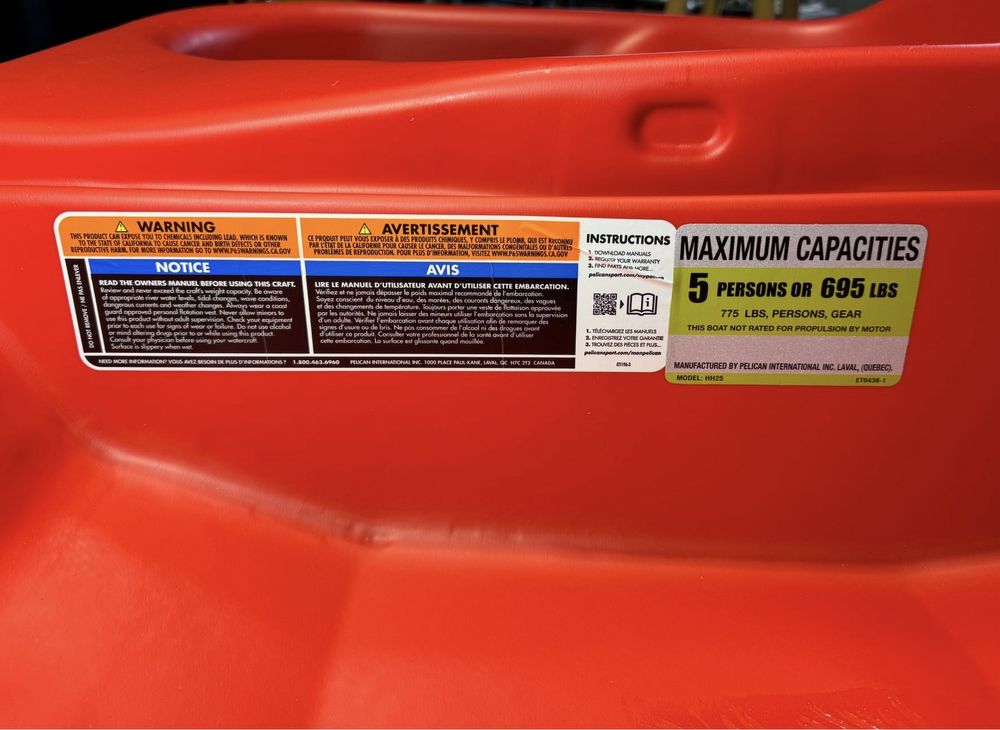 WARNING
THIS PRODUCT CAN EXPOSE YOU TO CHEMICALS INCLUDING LEAD, WHICH IS KNOWN
TO THE STATE OF CALIFORNIA TO CAUSE CANCER AND BIRTH DEFECTS OR OTHER
REPRODUCTIVE HARM. FOR MORE INFORMATION GO TO WWW.P65WARNINGS.CA.GOV
AVERTISSEMENT
CE PRODUIT PEUT VOUS EXPOSER À DES PRODUITS CHIMIQUES, Y COMPRIS LE PLOMB, QUI EST RECONNU
PAR L'ÉTAT DE LA CALIFORNIE POUR CAUSER LE CANCER, DES MALFORMATIONS CONGÉNITALES OU D'AUTRES
PROBLÈMES DE REPRODUCTION. POUR PLUS D'INFORMATION, VISITEZ WWW.P65WARNINGS.CA.GOV
DO NOT REMOVE / NE PAS ENLEVER
NOTICE
READ THE OWNERS MANUEL BEFORE USING THIS CRAFT.
Review and never exceed the craft's weight capacity. Be aware
of appropriate river water levels, tidal changes, wave conditions,
dangerous currents and weather changes. Always wear a coast
guard approved personal flotation vest. Never allow minors to
use this product without adult supervision. Check your equipment
prior to each use for signs of wear or failure. Do not use alcohol
or mind altering drugs prior to or while using this product.
Consult your physician before using your watercraft.
Surface is slippery when wet.
AVIS
LIRE LE MANUEL D'UTILISATEUR AVANT D'UTILISER CETTE EMBARCATION.
Vérifiez et ne jamais dépasser le poids maximal recommandé de l'embarcation.
Soyez conscient du niveau d'eau, des marées, des courants dangereux, des vagues
et des changements de température. Toujours porter une veste de flottaison approuvée
par les autorités. Ne jamais laisser des mineurs utiliser l'embarcation sans la supervision
d'un adulte. Vérifier l'embarcation avant chaque utilisation afin de remarquer des
signes d'usure ou de bris. Ne pas consommer de l'alcool ni des drogues avant
d'utiliser ce produit. Consulter votre professionnel de la santé avant d'utiliser
cette embarcation. La surface est glissante quand mouillée.
NEED MORE INFORMATION? VOUS AVEZ BESOIN DE PLUS D'INFORMATIONS? 1.800.463.6960 PELICAN INTERNATIONAL INC. 1000 PLACE PAUL-KANE, LAVAL, QC H7C 2T2 CANADA
INSTRUCTIONS
1. DOWNLOAD MANUALS
2. REGISTER YOUR WARRANTY
3. FIND PARTS AND MORE...
1. TÉLÉCHARGEZ LES MANUELS
2. ENREGISTREZ VOTRE GARANTIE
3. TROUVEZ DES PIÈCES ET PLUS...
pelicansport.com/monpelican
MAXIMUM CAPACITIES
5 PERSONS OR 695 LBS
775 LBS, PERSONS, GEAR
THIS BOAT NOT RATED FOR PROPULSION BY MOTOR
MANUFACTURED BY PELICAN INTERNATIONAL INC. LAVAL, (QUEBEC).
MODEL: HH25
ET0438-1